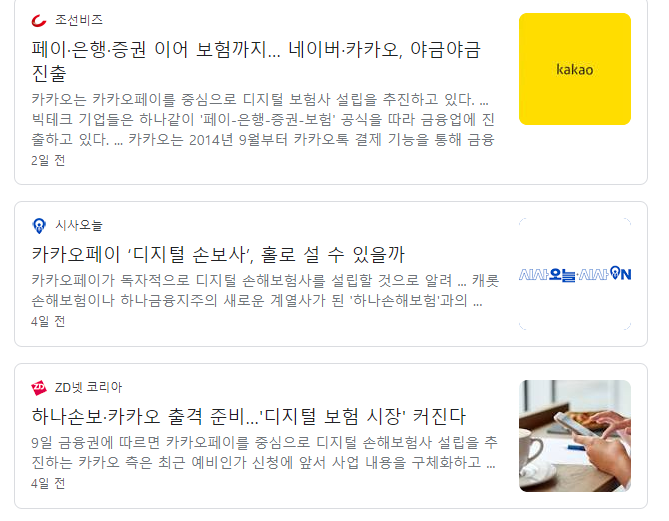 조선비즈
페이·은행·증권 이어 보험까지... 네이버·카카오, 야금야금
진출
카카오는 카카오페이를 중심으로 디지털 보험사 설립을 추진하고 있다. ...
빅테크 기업들은 하나같이 '페이-은행-증권-보험' 공식을 따라 금융업에 진
출하고 있다. ... 카카오는 2014년 9월부터 카카오톡 결제 기능을 통해 금융
2일 전
kakao
시사오늘
카카오페이 ‘디지털 손보사’, 홀로 설 수 있을까
카카오페이가 독자적으로 디지털 손해보험사를 설립할 것으로 알려 ... 캐롯
손해보험이나 하나금융지주의 새로운 계열사가 된 '하나손해보험'과의 ...
4일 전
시사오늘·시사ON
ZD넷 코리아
하나손보·카카오 출격 준비...'디지털 보험 시장' 커진다
9일 금융권에 따르면 카카오페이를 중심으로 디지털 손해보험사 설립을 추
진하는 카카오 측은 최근 예비인가 신청에 앞서 사업 내용을 구체화하고 ...
4일 전